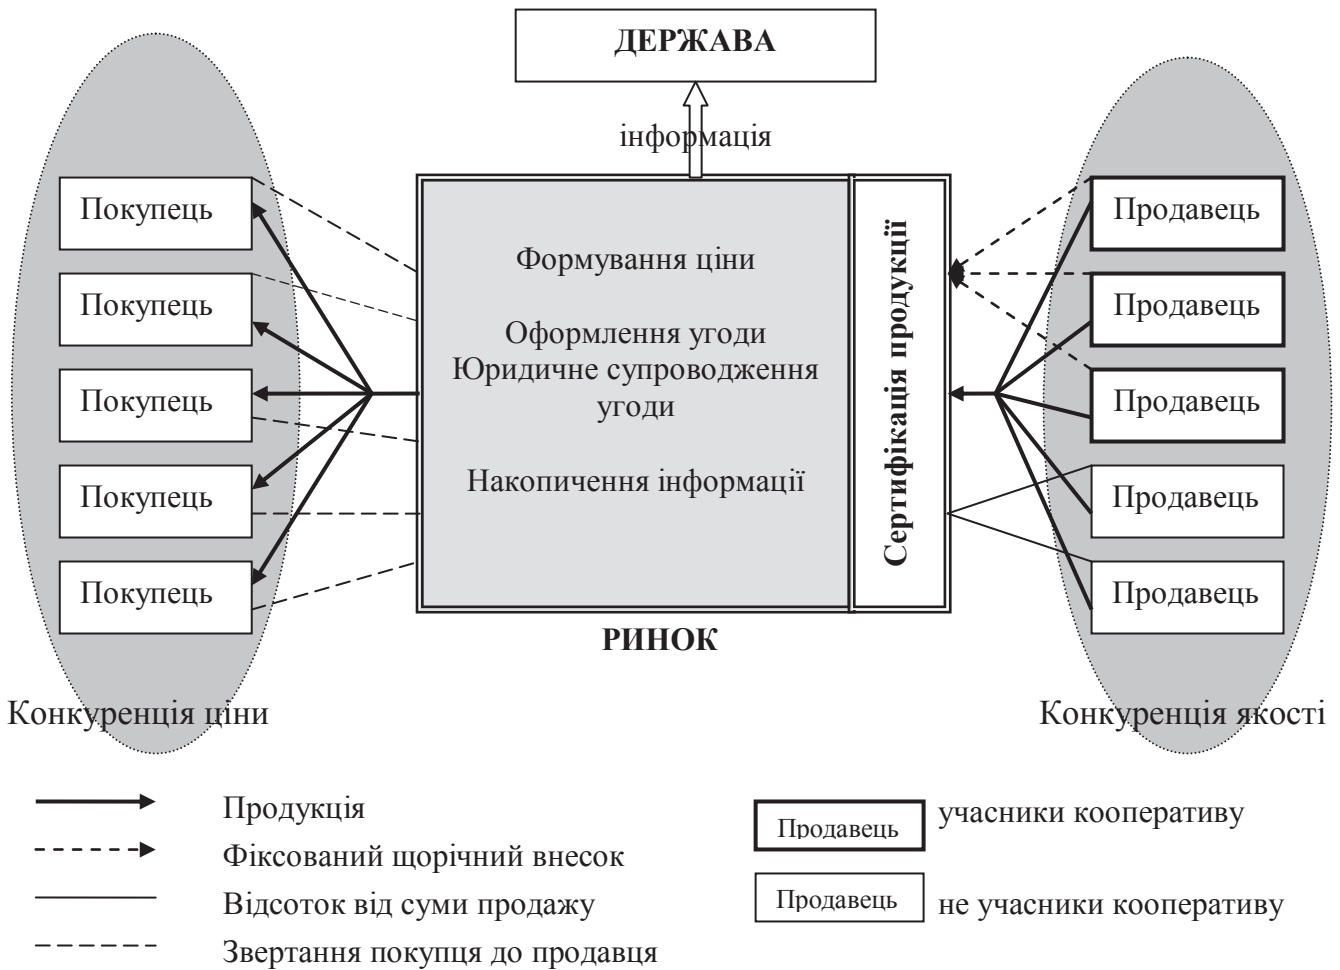 ДЕРЖАВА
інформація
Покупець
Покупець
Покупець
Покупець
Покупець
Формування ціни
Оформлення угоди
Юридичне супроводження
угоди
Накопичення інформації
Сертифікація продукції
Продавець
Продавець
Продавець
Продавець
Продавець
РИНОК
Конкуренція ціни
Конкуренція якості
Продукція
Фіксований щорічний внесок
Відсоток від суми продажу
Звертання покупця до продавця
Продавець
учасники кооперативу
Продавець
не учасники кооперативу